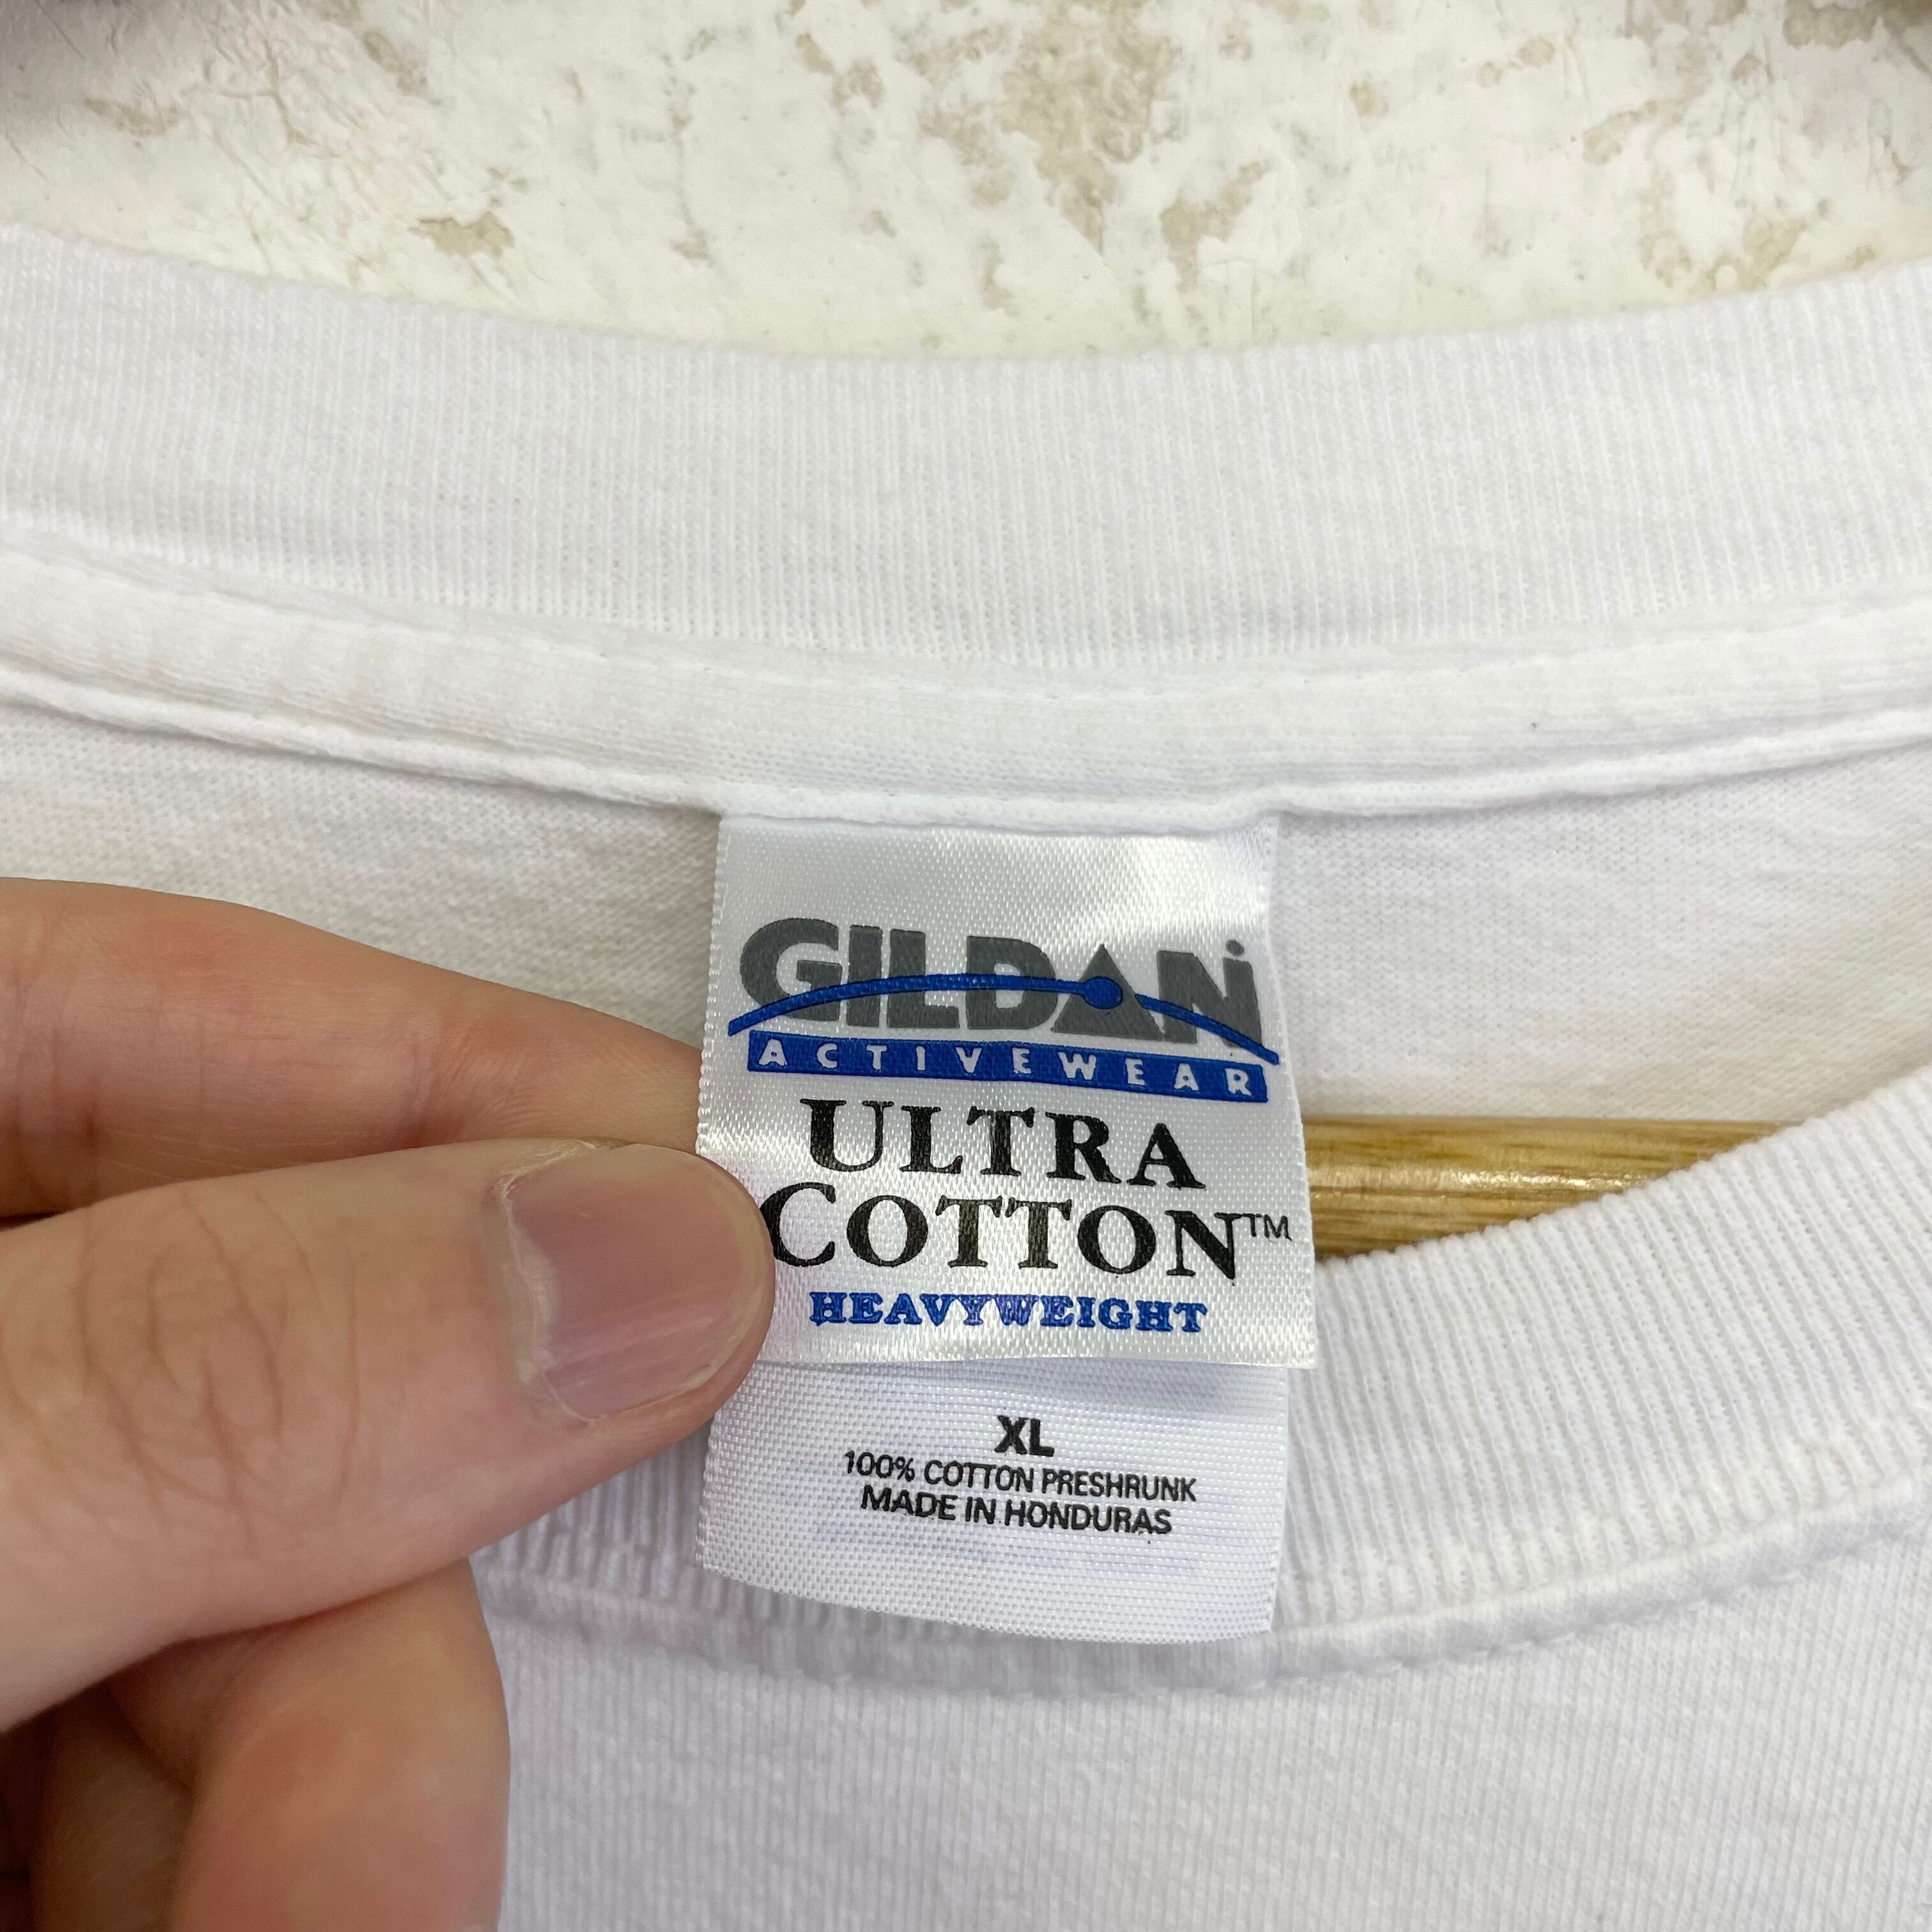 GILDAN
ACTIVEWEAR
ULTRA
COTTON™
HEAVYWEIGHT
XL
100% COTTON PRESHRUNK
MADE IN HONDURAS